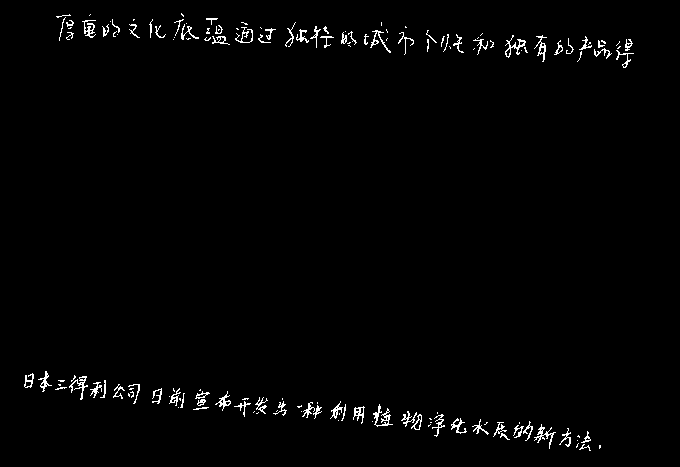 厚重的文化底蕴通过独特的城市个性和独有的产品得
日本三得利公司日前宣布开发出一种利用植物净化水质的新方法.